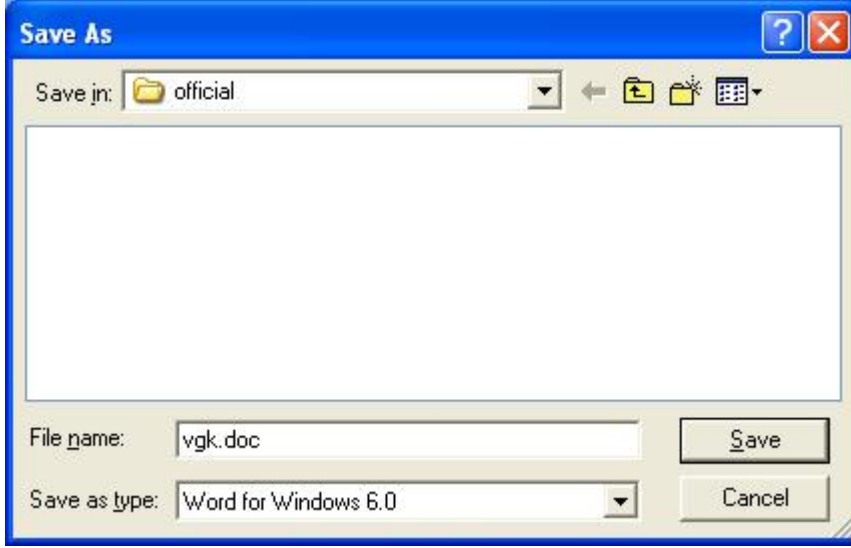 Save As
Save in: official
File name: vgk.doc Save
Save as type: Word for Windows 6.0 Cancel